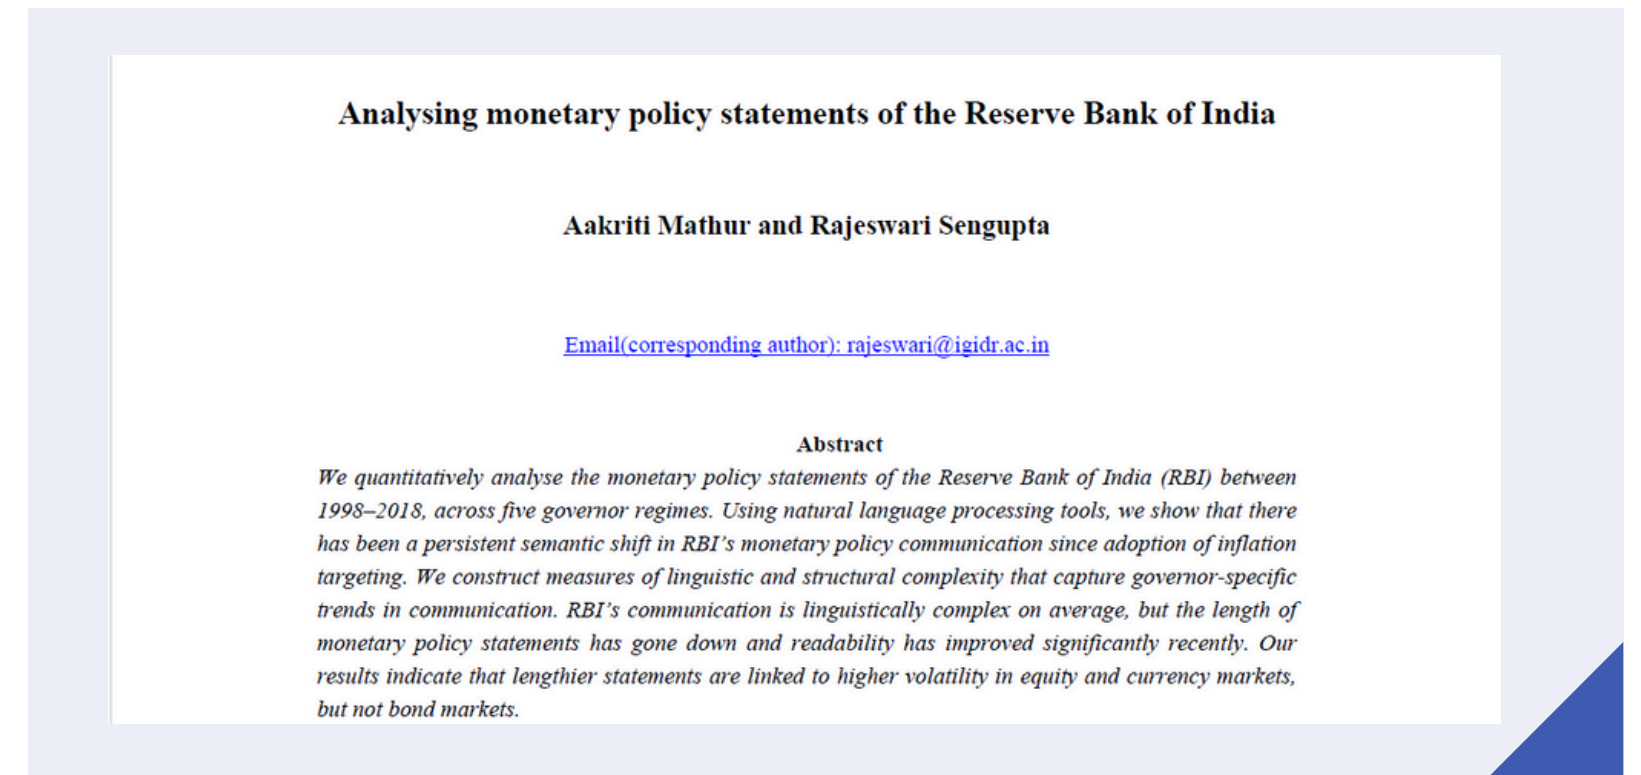 Analysing monetary policy statements of the Reserve Bank of India
Aakriti Mathur and Rajeswari Sengupta
Email(corresponding author): rajeswari@igidr.ac.in
Abstract
We quantitatively analyse the monetary policy statements of the Reserve Bank of India (RBI) between
1998–2018, across five governor regimes. Using natural language processing tools, we show that there
has been a persistent semantic shift in RBI's monetary policy communication since adoption of inflation
targeting. We construct measures of linguistic and structural complexity that capture governor-specific
trends in communication. RBI's communication is linguistically complex on average, but the length of
monetary policy statements has gone down and readability has improved significantly recently. Our
results indicate that lengthier statements are linked to higher volatility in equity and currency markets,
but not bond markets.